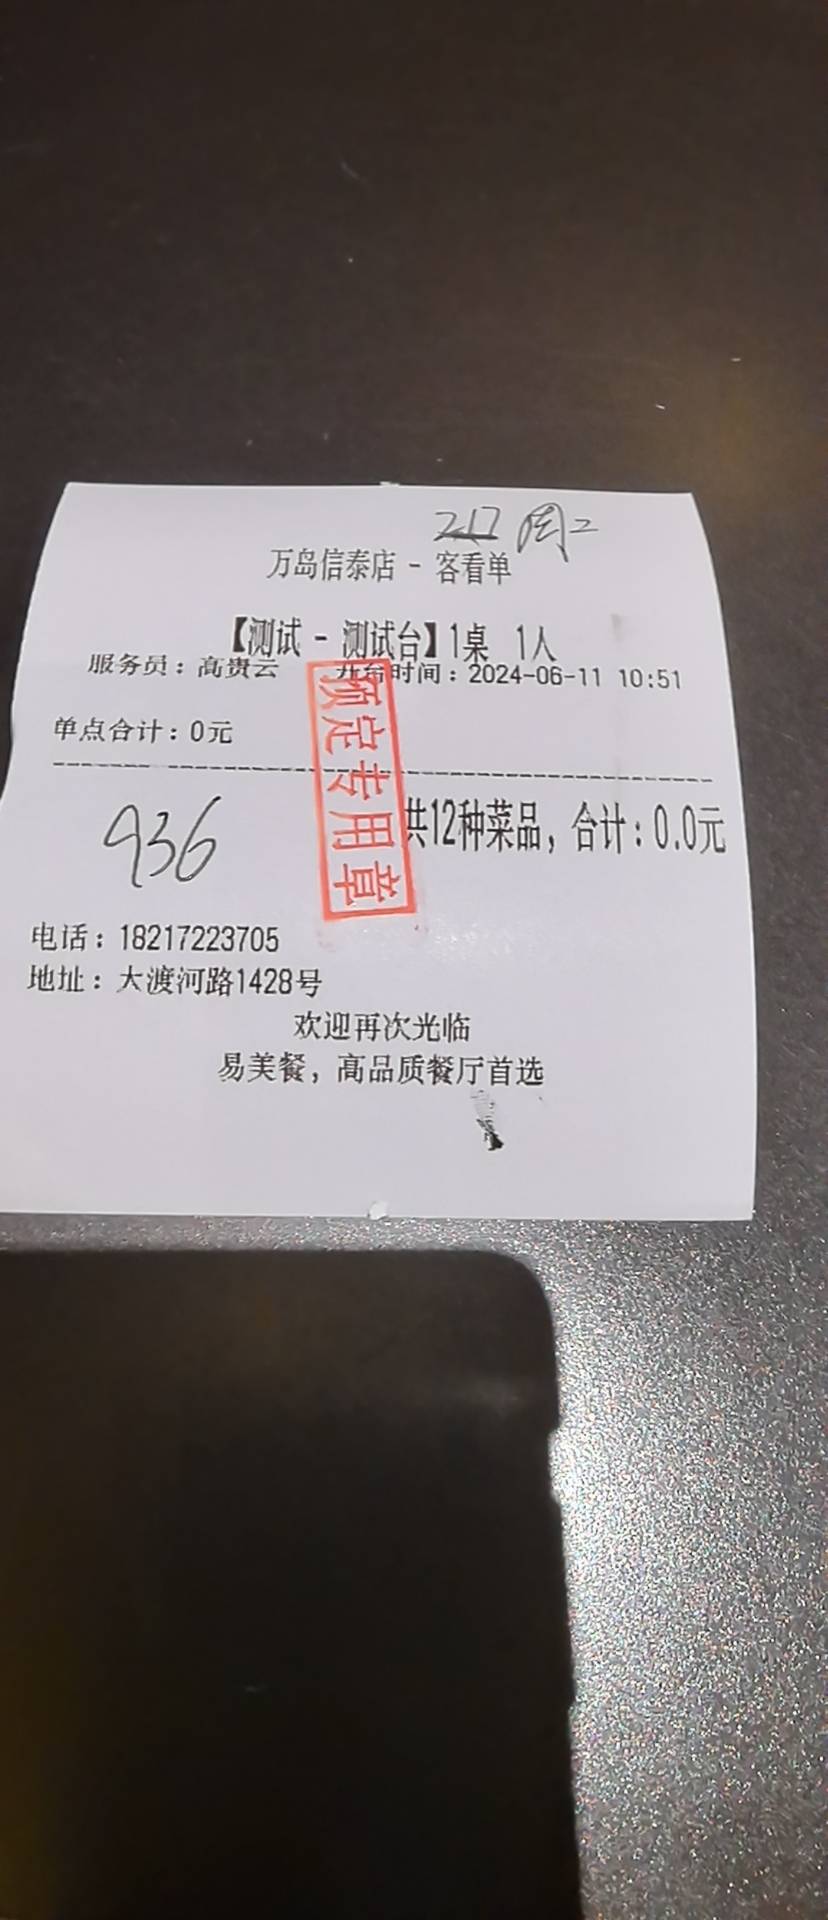 217 周二
万岛信泰店 - 客看单
【测试 - 测试台】1桌 1人
服务员：高贵云 开台时间：2024-06-11 10:51
单点合计：0元
预定专用章
936
共12种菜品，合计：0.0元
电话：18217223705
地址：大渡河路1428号
欢迎再次光临
易美餐，高品质餐厅首选